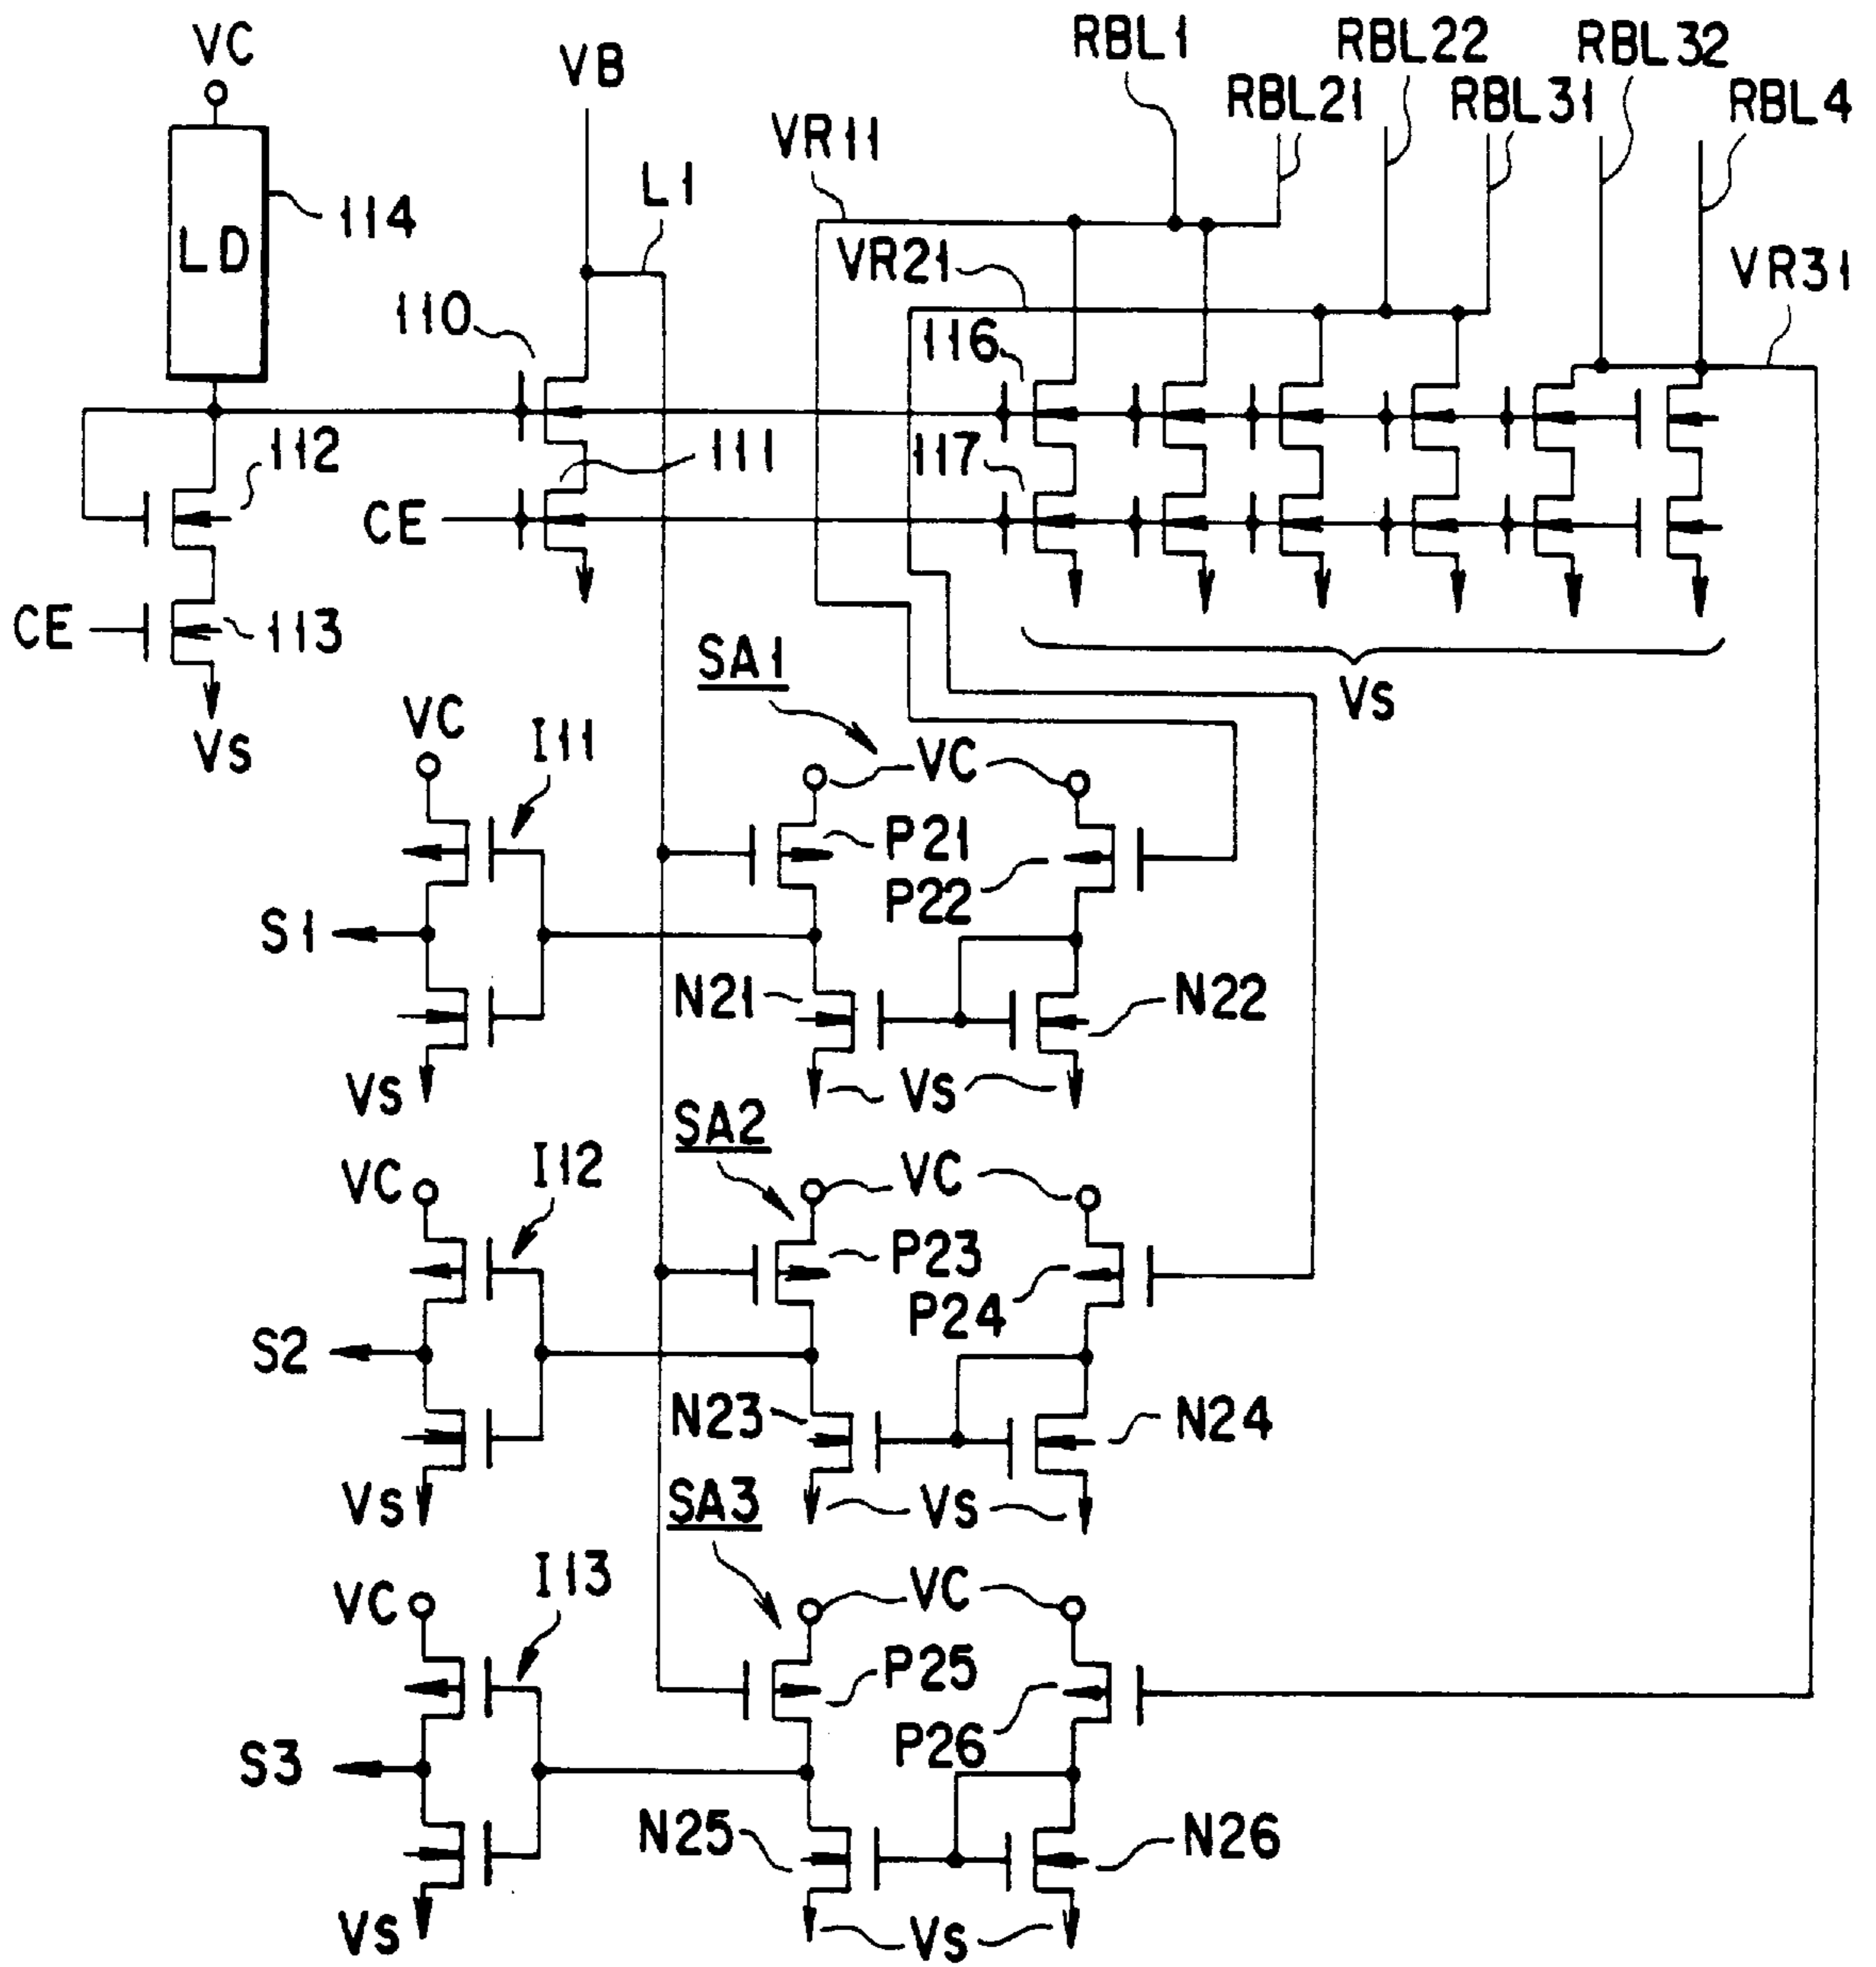 VC
VB
RBL1
RBL22
RBL32
RBL21
RBL31
RBL4
VR11
L1
114
LD
VR21
VR31
110
116
112
111
117
CE
CE
113
VS
SA1
VS
VC
I11
VC
P21
P22
S1
N21
N22
VS
VS
SA2
VC
I12
VC
P23
P24
S2
N23
N24
VS
VS
SA3
VC
I13
VC
P25
P26
S3
N25
N26
VS
VS